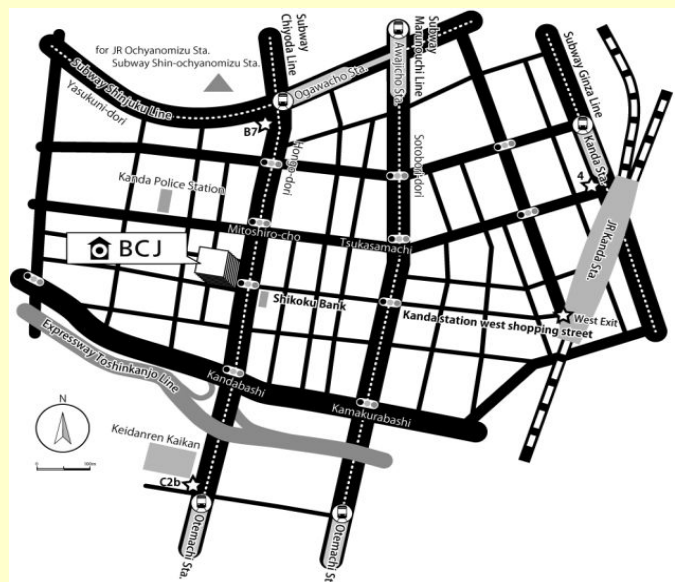 for JR Ochyanomizu Sta.
Subway Shin-ochyanomizu Sta.
Subway Chiyoda Line
Subway Marunouchi Line
Subway Ginza Line
Subway Shinjuku Line
Yasukuni-dori
Ogawacho Sta.
Awajicho Sta.
B7
Hongo-dori
Sotobori-dori
Kanda Sta.
4
Kanda Police Station
Mitoshiro-cho
Tsukasamachi
JR Kanda Sta.
BCJ
Shikoku Bank
Kanda station west shopping street
West Exit
Expressway Toshinkanjo Line
Kandabashi
Kamakurabashi
N
0
Keidanren Kaikan
C2b
Otemachi Sta.
Otemachi St